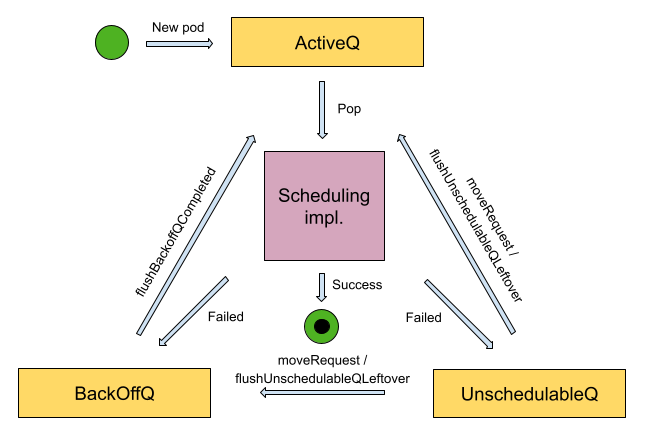 New pod
ActiveQ
Pop
flushBackoffQCompleted
moveRequest /
flushUnschedulableQLeftover
Scheduling
impl.
Success
Failed
Failed
moveRequest /
flushUnschedulableQLeftover
BackOffQ
UnschedulableQ